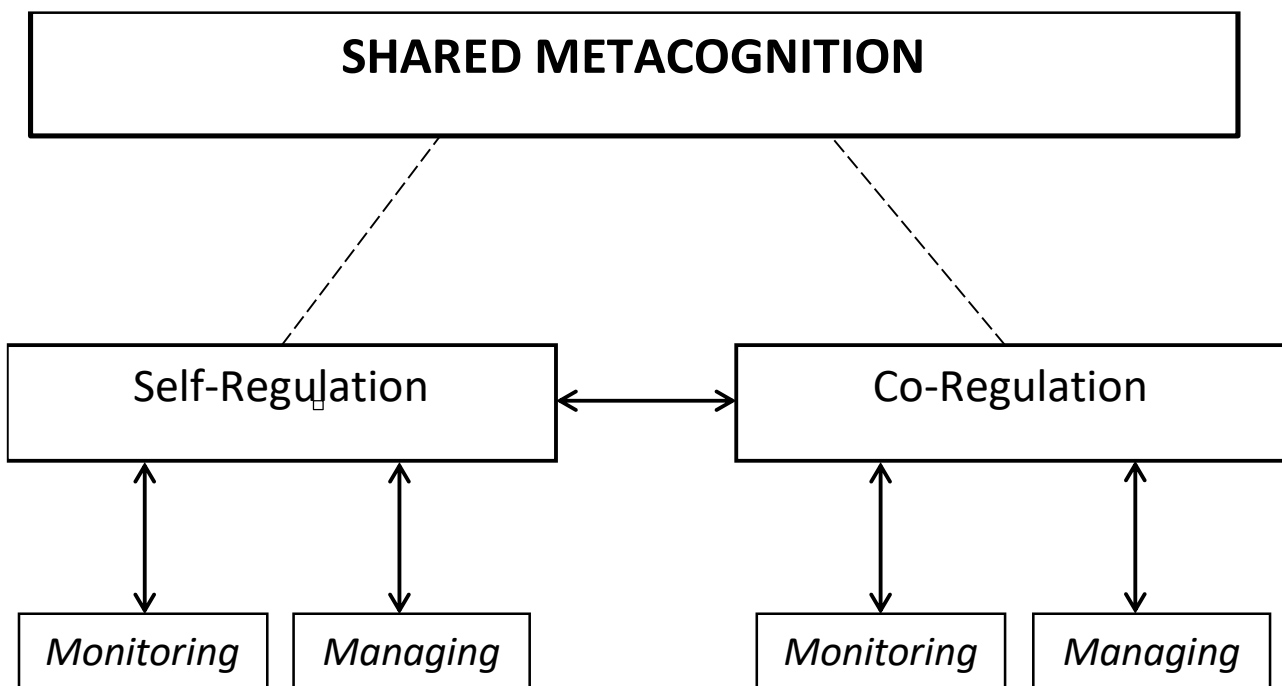 SHARED METACOGNITION
Self-Regulation
Co-Regulation
Monitoring
Managing
Monitoring
Managing